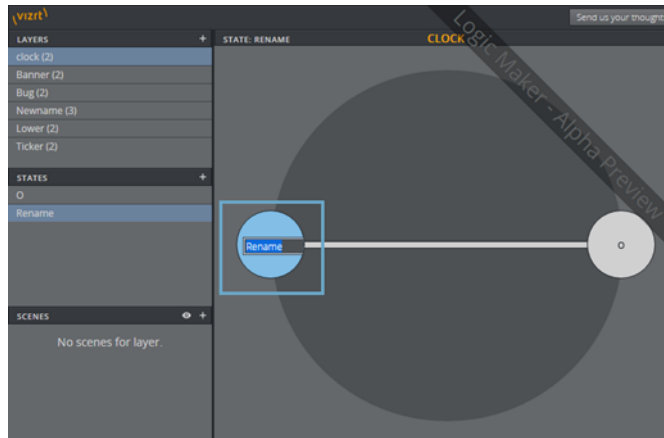 vizrt
Send us your thought
LAYERS +
STATE: RENAME
CLOCK
clock (2)
Banner (2)
Bug (2)
Newname (3)
Lower (2)
Ticker (2)
STATES +
O
Rename
SCENES +
No scenes for layer.
Rename
O
Logic Maker - Alpha Preview